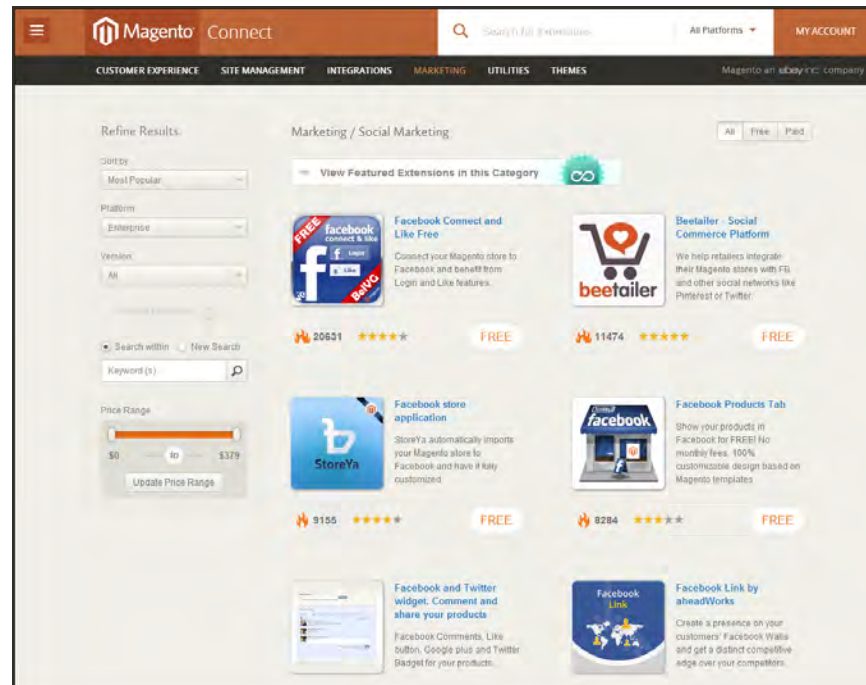 Magento Connect
Search for Extensions
All Platforms
MY ACCOUNT
CUSTOMER EXPERIENCE SITE MANAGEMENT INTEGRATIONS MARKETING UTILITIES THEMES
Magento an ebay inc company
Refine Results.
Sort by
Most Popular
Platform
Enterprise
Version
All
Search within New Search
Keyword (s)
Price Range
$0 to $379
Update Price Range
Marketing / Social Marketing
All Free Paid
View Featured Extensions in this Category
FREE
facebook
connect & like
f Login
Like
BelVG
Facebook Connect and
Like Free
Connect your Magento store to
Facebook and benefit from
Login and Like features.
20631
FREE
beetailer
Beetailer - Social
Commerce Platform
We help retailers integrate
their Magento stores with FB
and other social networks like
Pinterest or Twitter.
11474
FREE
StoreYa
Facebook store
application
StoreYa automatically imports
your Magento store to
Facebook and have it fully
customized
9155
FREE
facebook
Facebook Products Tab
Show your products in
Facebook for FREE! No
monthly fees. 100%
customizable design based on
Magento templates
8284
FREE
Facebook and Twitter
widget. Comment and
share your products
Facebook Comments, Like
button, Google plus and Twitter
Badget for your products.
Facebook
Link
Facebook Link by
aheadWorks
Create a presence on your
customers' Facebook Walls
and get a distinct competitive
edge over your competitors.